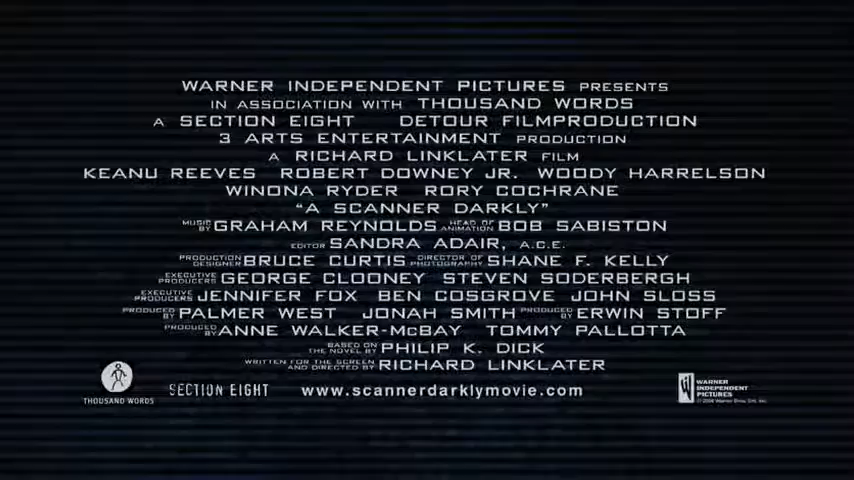 WARNER INDEPENDENT PICTURES PRESENTS
IN ASSOCIATION WITH THOUSAND WORDS
A SECTION EIGHT DETOUR FILMPRODUCTION
3 ARTS ENTERTAINMENT PRODUCTION
A RICHARD LINKLATER FILM
KEANU REEVES ROBERT DOWNEY JR. WOODY HARRELSON
WINONA RYDER RORY COCHRANE
"A SCANNER DARKLY"
MUSIC BY GRAHAM REYNOLDS HEAD OF ANIMATION BOB SABISTON
EDITOR SANDRA ADAIR, A.C.E.
PRODUCTION DESIGNER BRUCE CURTIS DIRECTOR OF PHOTOGRAPHY SHANE F. KELLY
EXECUTIVE PRODUCERS GEORGE CLOONEY STEVEN SODERBERGH
EXECUTIVE PRODUCERS JENNIFER FOX BEN COSGROVE JOHN SLOSS
PRODUCED BY PALMER WEST JONAH SMITH PRODUCED BY ERWIN STOFF
PRODUCED BY ANNE WALKER-McBAY TOMMY PALLOTTA
BASED ON THE NOVEL BY PHILIP K. DICK
WRITTEN FOR THE SCREEN AND DIRECTED BY RICHARD LINKLATER
THOUSAND WORDS SECTION EIGHT www.scannerdarklymovie.com WARNER INDEPENDENT PICTURES
© 2006 Warner Bros. Ent. Inc.